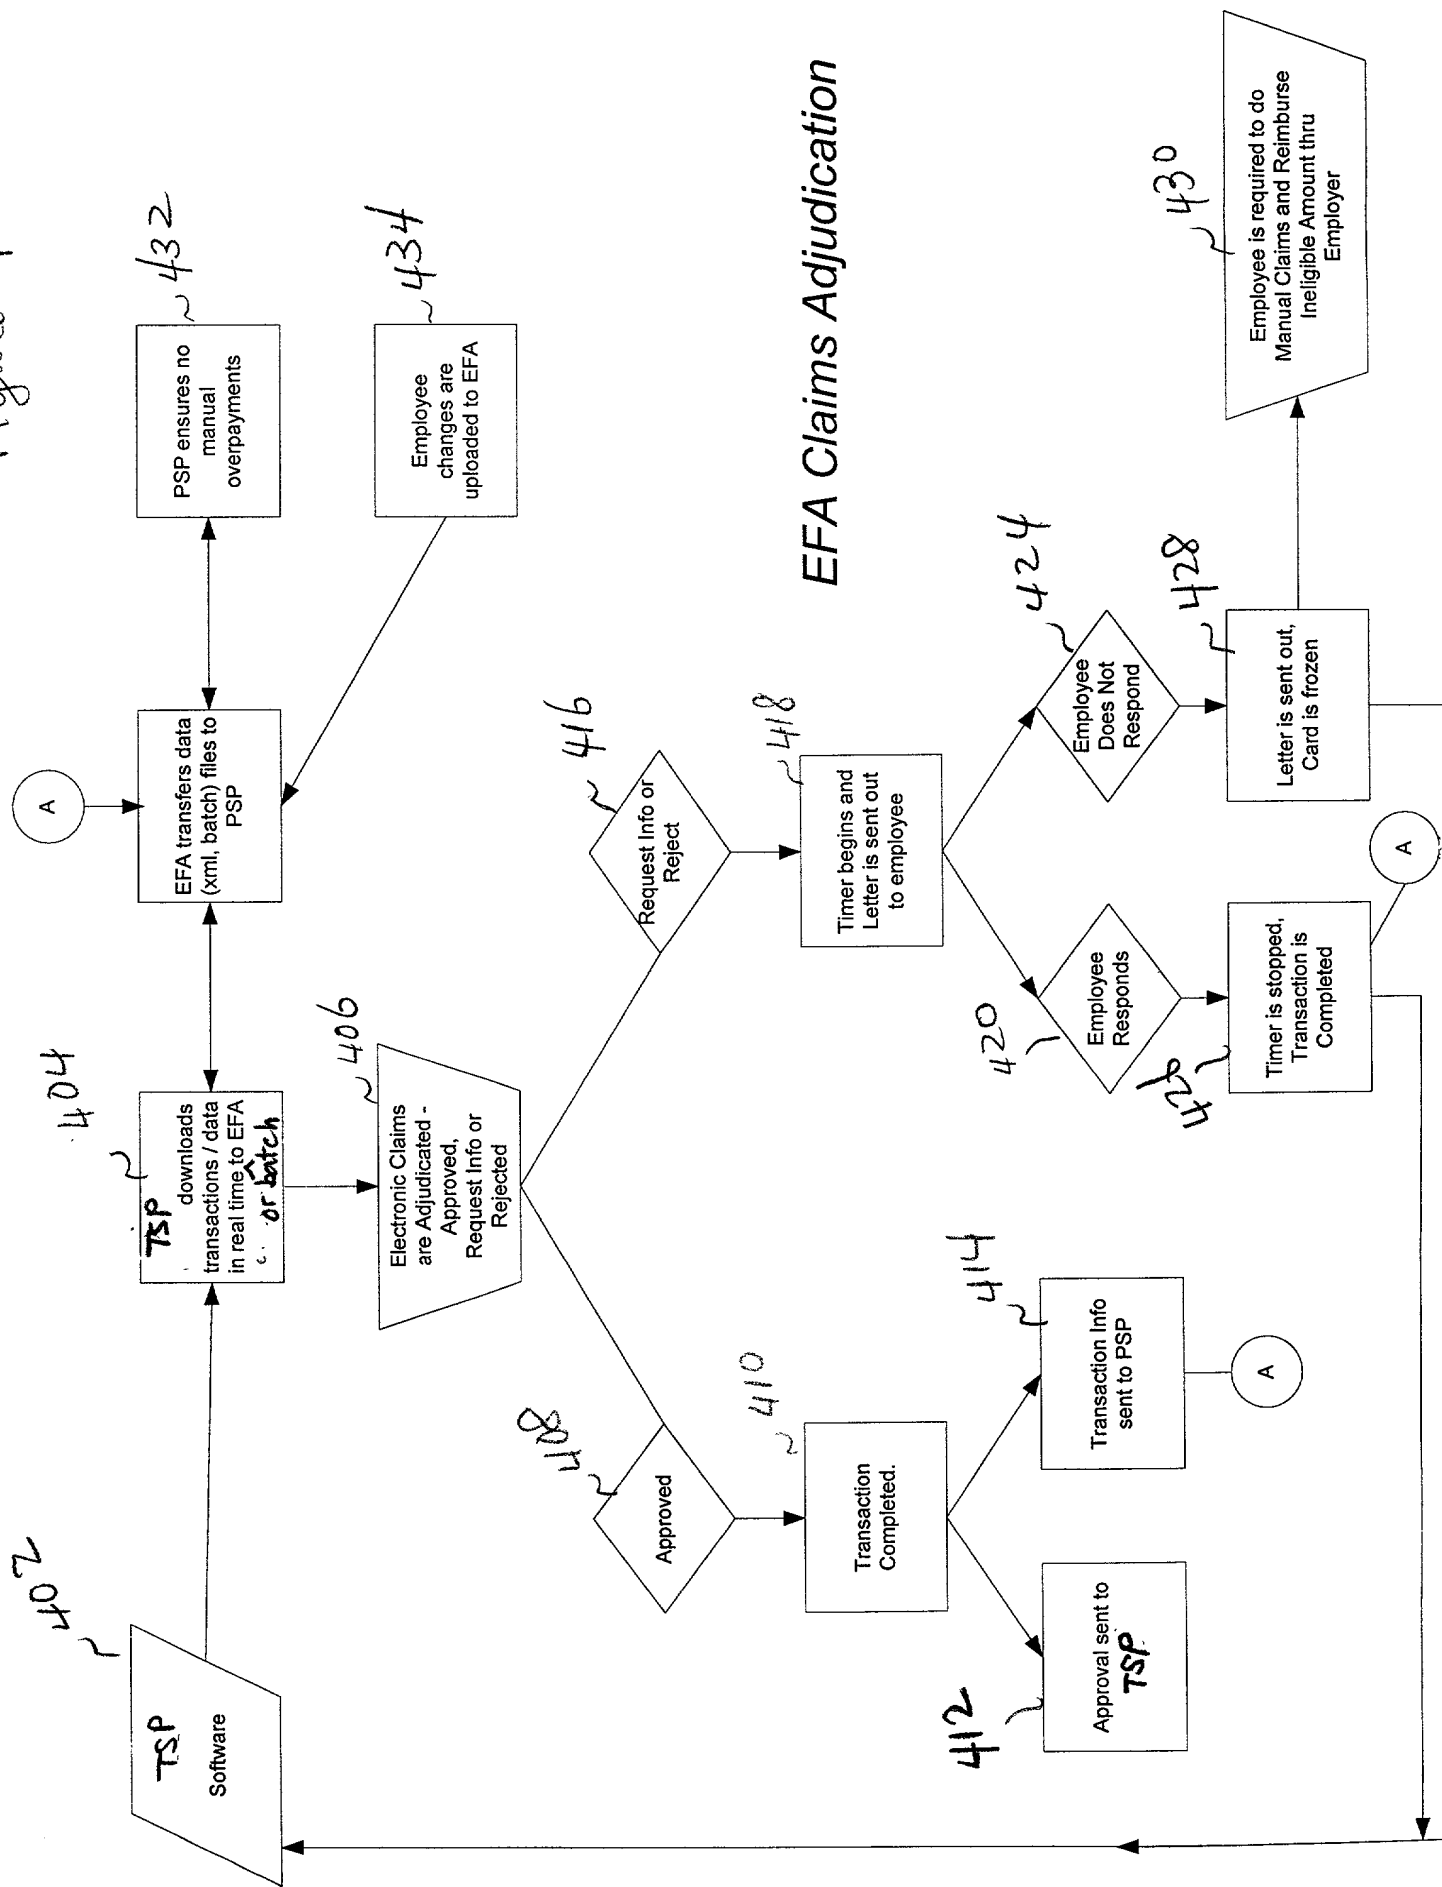 402
TSP
Software
404
TSP
downloads
transactions / data
in real time to EFA
or batch
A
EFA transfers data
(xml, batch) files to
PSP
PSP ensures no
manual
overpayments
432
Employee
changes are
uploaded to EFA
434
406
Electronic Claims
are Adjudicated -
Approved,
Request Info or
Rejected
408
Approved
416
Request Info or
Reject
410
Transaction
Completed.
418
Timer begins and
Letter is sent out
to employee
EFA Claims Adjudication
412
Approval sent to
TSP
414
Transaction Info
sent to PSP
A
420
Employee
Responds
424
Employee
Does Not
Respond
426
Timer is stopped,
Transaction is
Completed
A
428
Letter is sent out,
Card is frozen
430
Employee is required to do
Manual Claims and Reimburse
Ineligible Amount thru
Employer